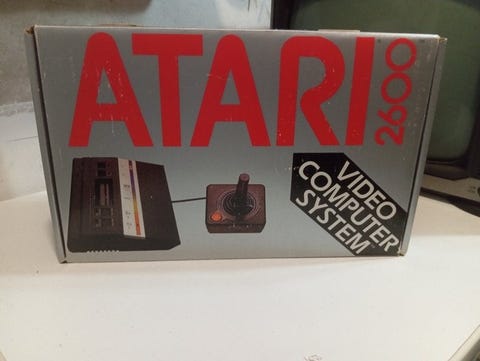 ATARI
2600
VIDEO
COMPUTER
SYSTEM